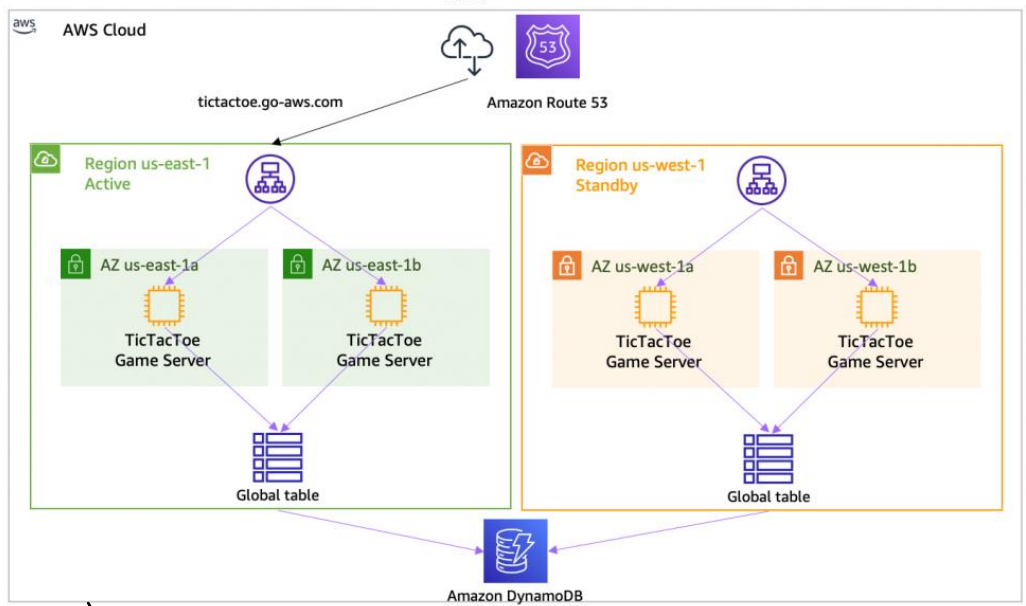 aws
AWS Cloud
53
tictactoe.go-aws.com
Amazon Route 53
Region us-east-1
Active
AZ us-east-1a
AZ us-east-1b
TicTacToe
Game Server
TicTacToe
Game Server
Global table
Region us-west-1
Standby
AZ us-west-1a
AZ us-west-1b
TicTacToe
Game Server
TicTacToe
Game Server
Global table
Amazon DynamoDB